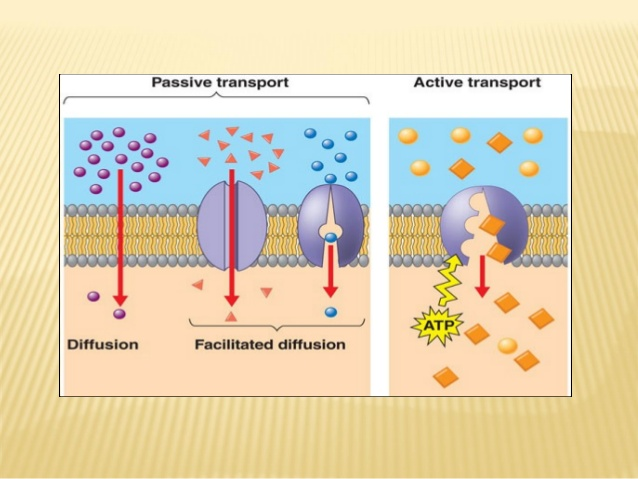 Passive transport
Active transport
Diffusion
Facilitated diffusion
ATP